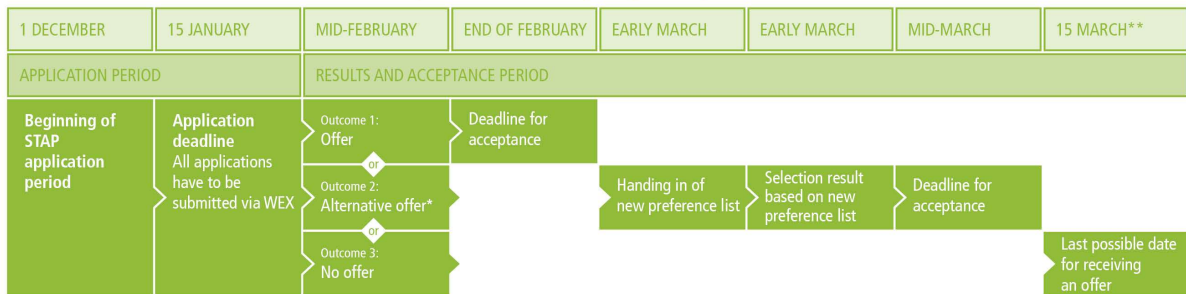 1 DECEMBER
15 JANUARY
MID-FEBRUARY
END OF FEBRUARY
EARLY MARCH
EARLY MARCH
MID-MARCH
15 MARCH**
APPLICATION PERIOD
RESULTS AND ACCEPTANCE PERIOD
Beginning of
STAP
application
period
Application
deadline
All applications
have to be
submitted via WEX
Outcome 1:
Offer
or
Outcome 2:
Alternative offer*
or
Outcome 3:
No offer
Deadline for
acceptance
Handing in of
new preference list
Selection result
based on new
preference list
Deadline for
acceptance
Last possible date
for receiving
an offer